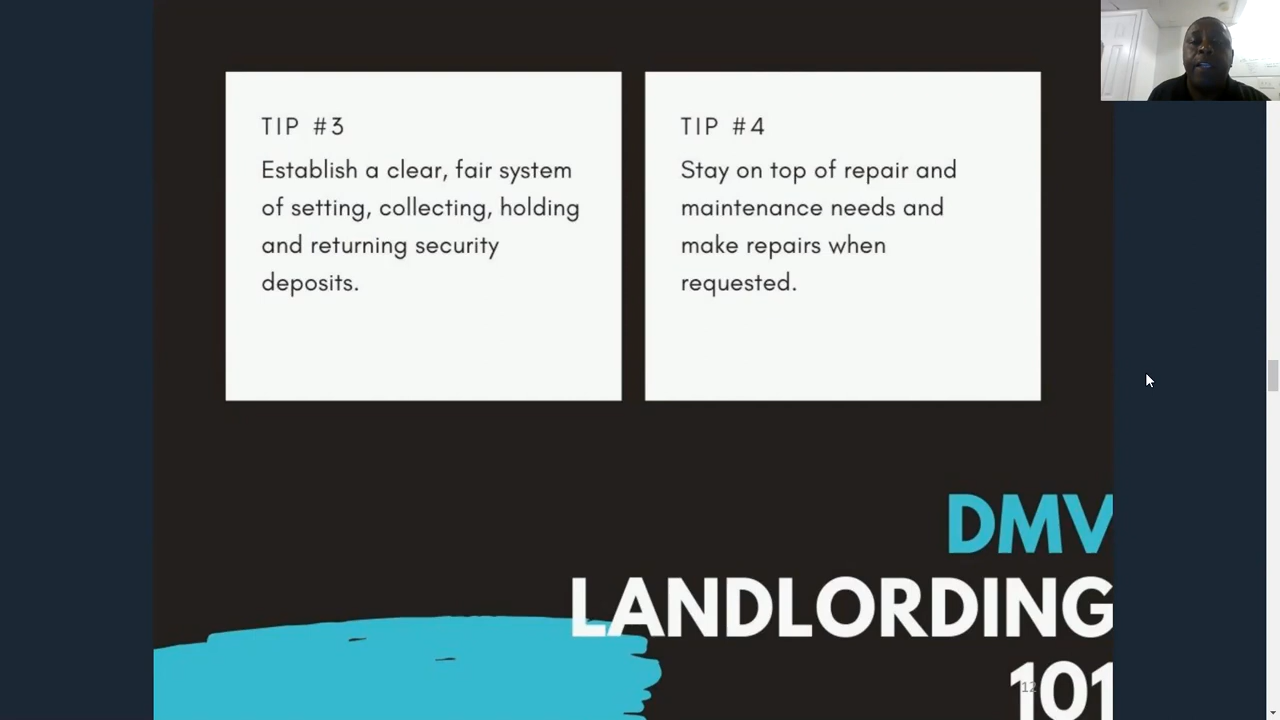 TIP #3
Establish a clear, fair system
of setting, collecting, holding
and returning security
deposits.
TIP #4
Stay on top of repair and
maintenance needs and
make repairs when
requested.
DMV
LANDLORDING
101
12